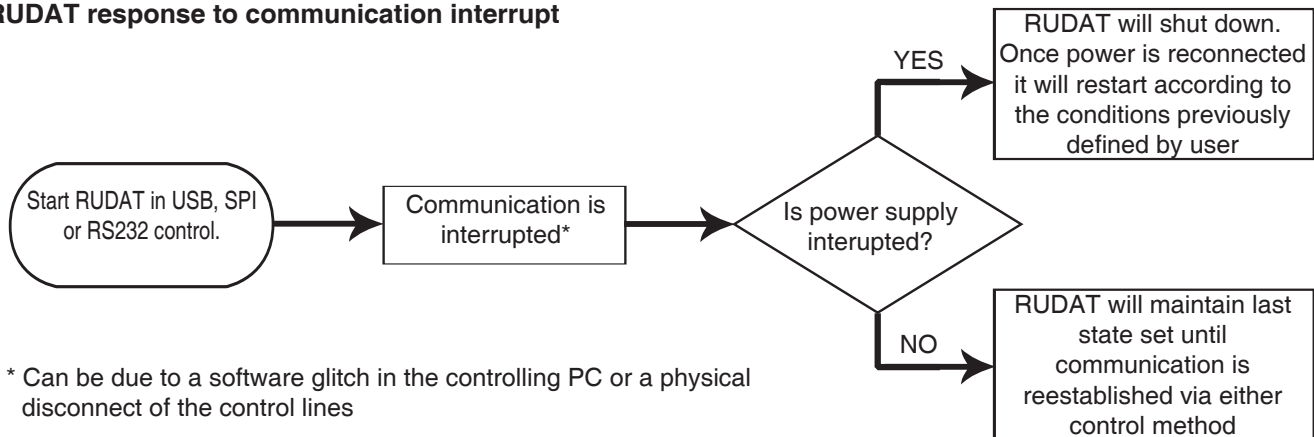 RUDAT response to communication interrupt
RUDAT will shut down.
Once power is reconnected
it will restart according to
the conditions previously
defined by user
YES
Start RUDAT in USB, SPI
or RS232 control.
Communication is
interrupted*
Is power supply
interupted?
NO
RUDAT will maintain last
state set until
communication is
reestablished via either
control method
* Can be due to a software glitch in the controlling PC or a physical
disconnect of the control lines